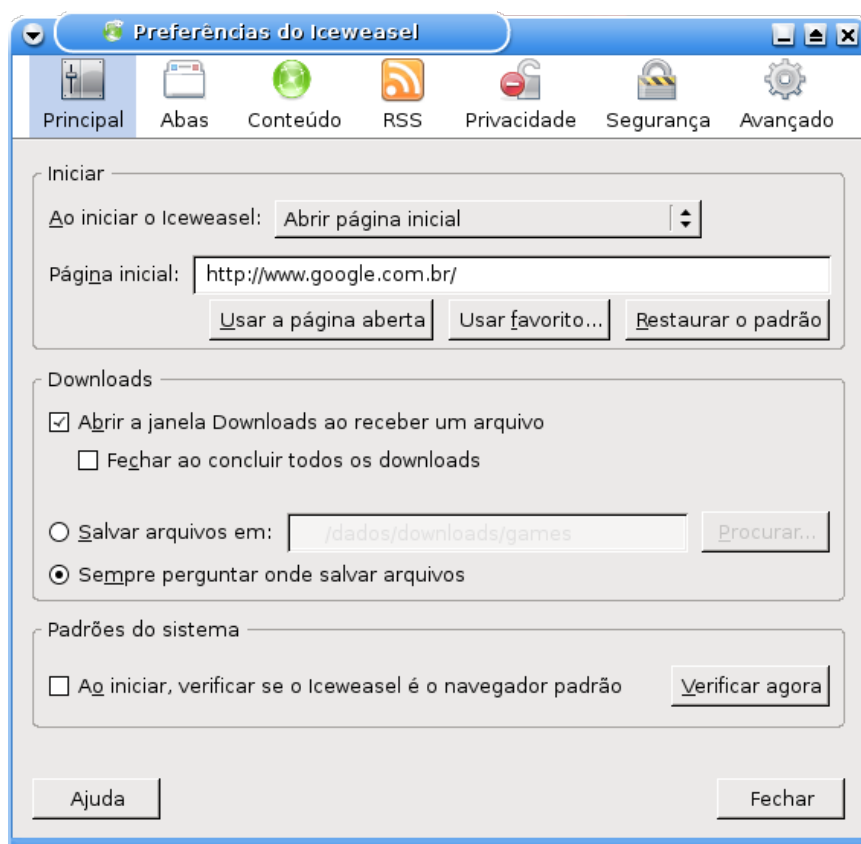 Preferências do Iceweasel
Principal Abas Conteúdo RSS Privacidade Segurança Avançado
Iniciar
Ao iniciar o Iceweasel: Abrir página inicial
Página inicial: http://www.google.com.br/
Usar a página aberta Usar favorito... Restaurar o padrão
Downloads
Abrir a janela Downloads ao receber um arquivo
Fechar ao concluir todos os downloads
Salvar arquivos em: /dados/downloads/games Procurar...
Sempre perguntar onde salvar arquivos
Padrões do sistema
Ao iniciar, verificar se o Iceweasel é o navegador padrão Verificar agora
Ajuda Fechar